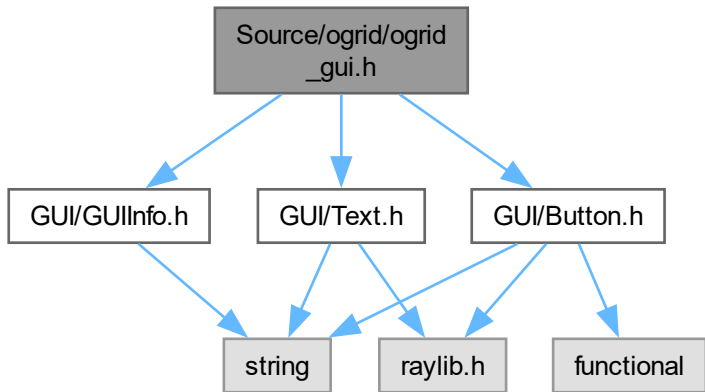 Source/ogrid/ogrid
_gui.h
GUI/GUIInfo.h
GUI/Text.h
GUI/Button.h
string
raylib.h
functional